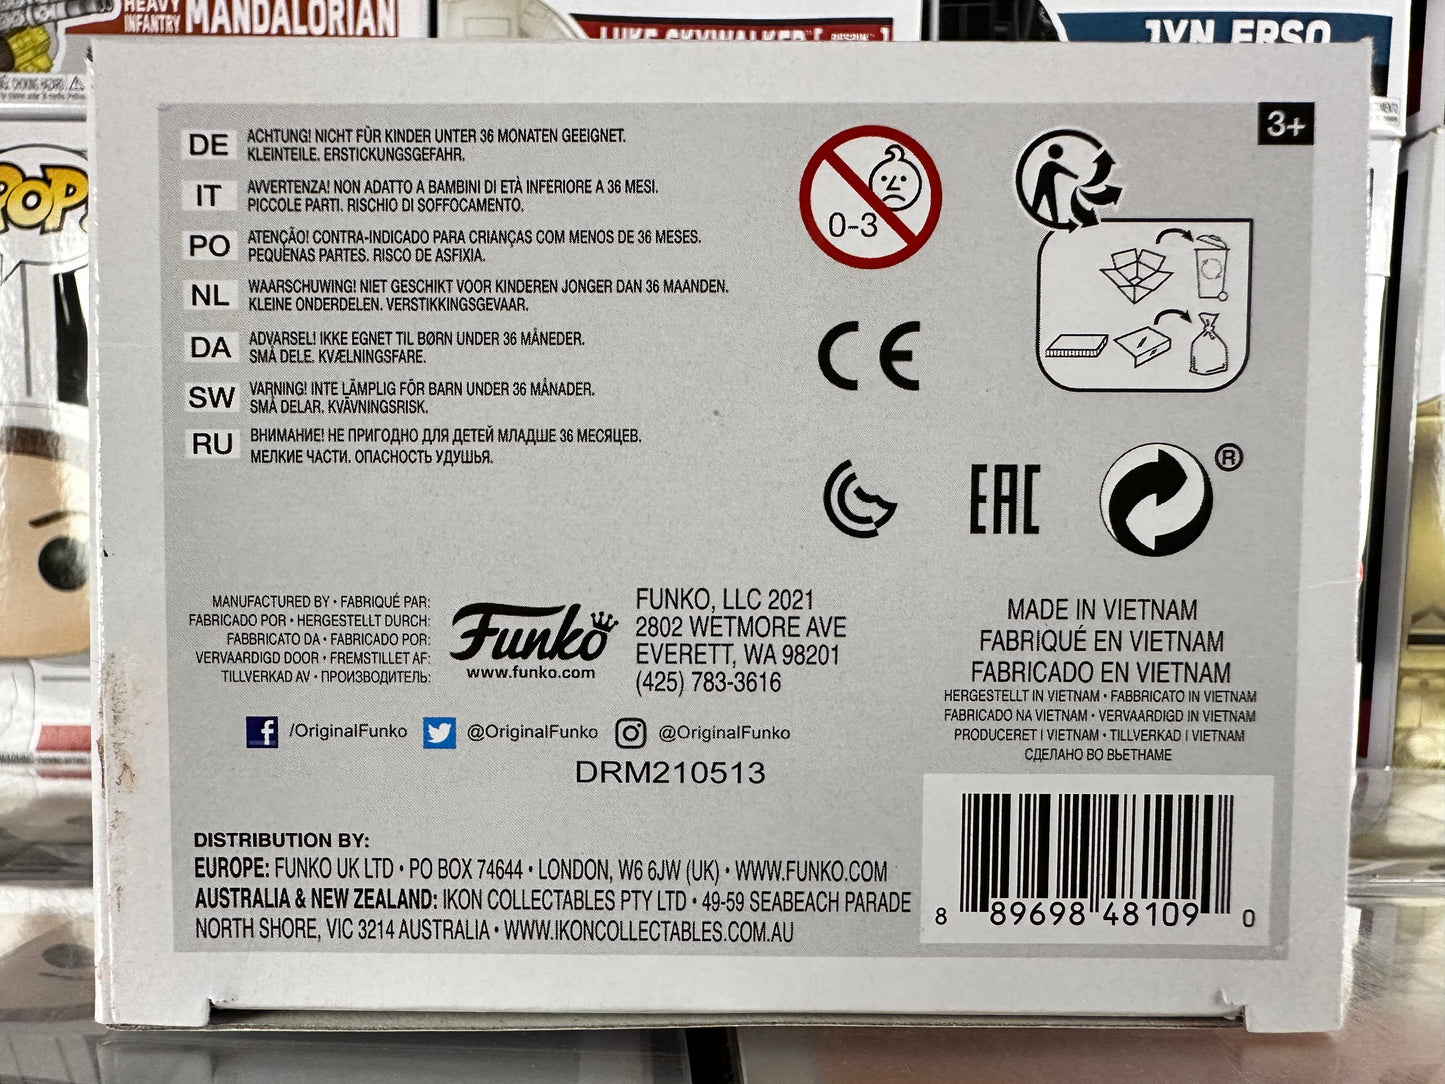 HEAVY
INFANTRY MANDALORIAN
LUKE SKYWALKER
JYN ERSO
POP!
3+
DE ACHTUNG! NICHT FÜR KINDER UNTER 36 MONATEN GEEIGNET.
KLEINTEILE. ERSTICKUNGSGEFAHR.
IT AVVERTENZA! NON ADATTO A BAMBINI DI ETÀ INFERIORE A 36 MESI.
PICCOLE PARTI. RISCHIO DI SOFFOCAMENTO.
PO ATENÇÃO! CONTRA-INDICADO PARA CRIANÇAS COM MENOS DE 36 MESES.
PEQUENAS PARTES. RISCO DE ASFIXIA.
NL WAARSCHUWING! NIET GESCHIKT VOOR KINDEREN JONGER DAN 36 MAANDEN.
KLEINE ONDERDELEN. VERSTIKKINGSGEVAAR.
DA ADVARSEL! IKKE EGNET TIL BØRN UNDER 36 MÅNEDER.
SMÅ DELE. KVÆLNINGSFARE.
SW VARNING! INTE LÄMPLIG FÖR BARN UNDER 36 MÅNADER.
SMÅ DELAR. KVÄVNINGSRISK.
RU ВНИМАНИЕ! НЕ ПРИГОДНО ДЛЯ ДЕТЕЙ МЛАДШЕ 36 МЕСЯЦЕВ.
МЕЛКИЕ ЧАСТИ. ОПАСНОСТЬ УДУШЬЯ.
0-3
CE
EAC
®
MANUFACTURED BY • FABRIQUÉ PAR:
FABRICADO POR • HERGESTELLT DURCH:
FABBRICATO DA • FABRICADO POR:
VERVAARDIGD DOOR • FREMSTILLET AF:
TILLVERKAD AV • ПРОИЗВОДИТЕЛЬ:
Funko
www.funko.com
FUNKO, LLC 2021
2802 WETMORE AVE
EVERETT, WA 98201
(425) 783-3616
MADE IN VIETNAM
FABRIQUÉ EN VIETNAM
FABRICADO EN VIETNAM
HERGESTELLT IN VIETNAM • FABBRICATO IN VIETNAM
FABRICADO NA VIETNAM • VERVAARDIGD IN VIETNAM
PRODUCERET I VIETNAM • TILLVERKAD I VIETNAM
СДЕЛАНО ВО ВЬЕТНАМЕ
/OriginalFunko @OriginalFunko @OriginalFunko
DRM210513
DISTRIBUTION BY:
EUROPE: FUNKO UK LTD • PO BOX 74644 • LONDON, W6 6JW (UK) • WWW.FUNKO.COM
AUSTRALIA & NEW ZEALAND: IKON COLLECTABLES PTY LTD • 49-59 SEABEACH PARADE
NORTH SHORE, VIC 3214 AUSTRALIA • WWW.IKONCOLLECTABLES.COM.AU
8 89698 48109 0